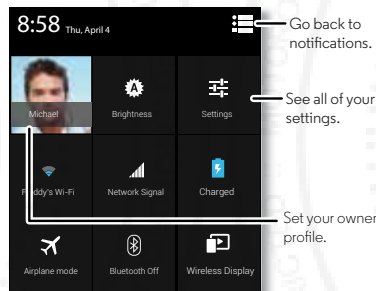 8:58 Thu, April 4
Go back to
notifications.
Michael
Brightness
Settings
See all of your
settings.
Freddy's Wi-Fi
Network Signal
Charged
Set your owner
profile.
Airplane mode
Bluetooth Off
Wireless Display